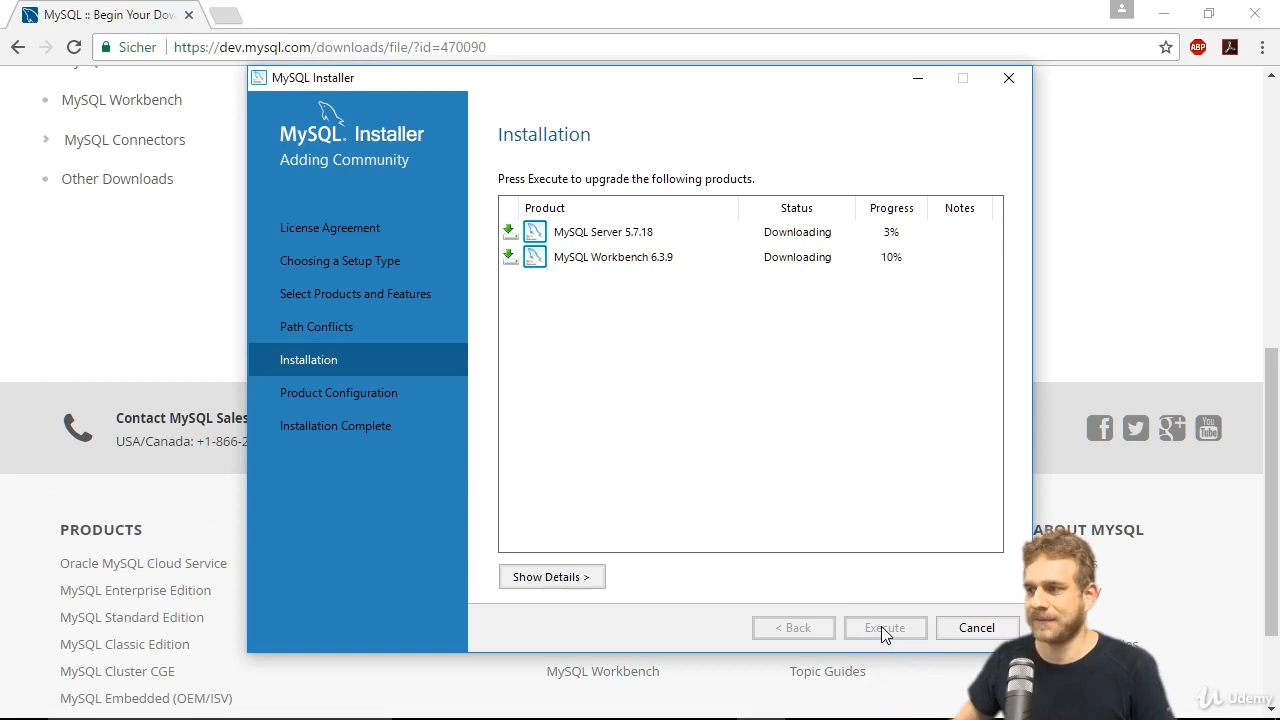 MySQL :: Begin Your Dow
Sicher
https://dev.mysql.com/downloads/file/?id=470090
ABP
MySQL Workbench
MySQL Connectors
Other Downloads
MySQL Installer
MySQL. Installer
Adding Community
License Agreement
Choosing a Setup Type
Select Products and Features
Path Conflicts
Installation
Product Configuration
Installation Complete
Installation
Press Execute to upgrade the following products.
Product Status Progress Notes
MySQL Server 5.7.18 Downloading 3%
MySQL Workbench 6.3.9 Downloading 10%
Show Details >
< Back Execute Cancel
Contact MySQL Sales
USA/Canada: +1-866-2
You Tube
PRODUCTS
Oracle MySQL Cloud Service
MySQL Enterprise Edition
MySQL Standard Edition
MySQL Classic Edition
MySQL Cluster CGE
MySQL Embedded (OEM/ISV)
MySQL Workbench
Topic Guides
ABOUT MYSQL
Udemy